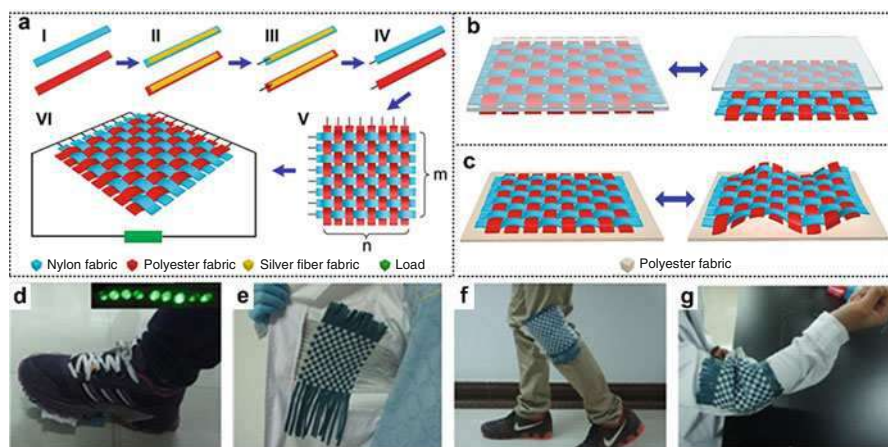 a
I II III IV
VI V
m
n
Nylon fabric Polyester fabric Silver fiber fabric Load
b
c
Polyester fabric
d e f g